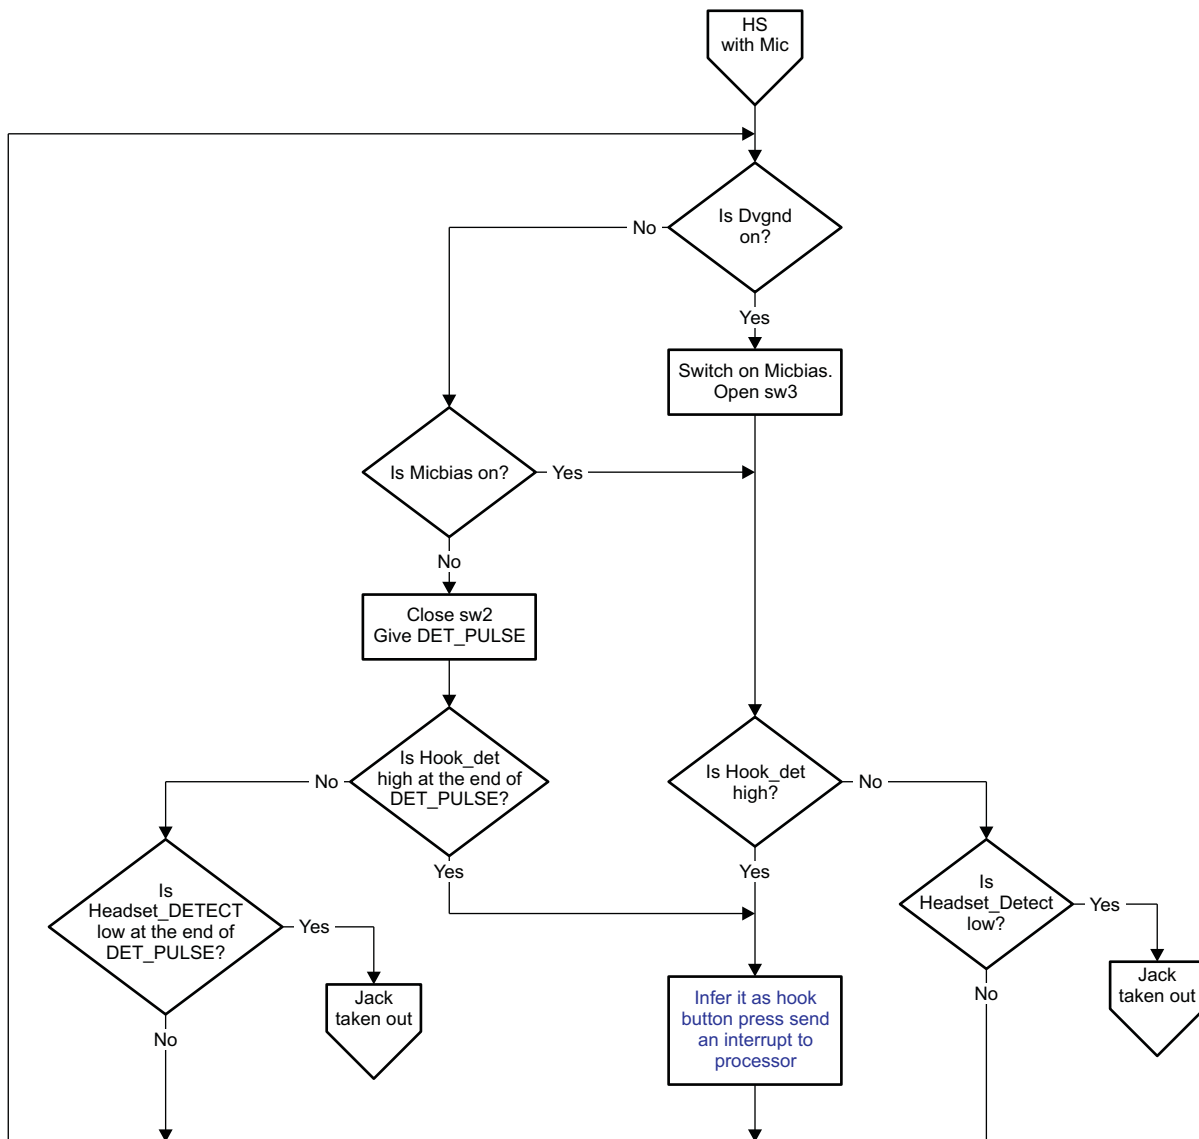 HS
with Mic
Is Dvgnd
on?
No
Yes
Switch on Micbias.
Open sw3
Is Micbias on?
Yes
No
Close sw2
Give DET_PULSE
Is Hook_det
high at the end of
DET_PULSE?
No
Yes
Is Hook_det
high?
No
Yes
Is
Headset_DETECT
low at the end of
DET_PULSE?
Yes
No
Jack
taken out
Infer it as hook
button press send
an interrupt to
processor
Is
Headset_Detect
low?
Yes
No
Jack
taken out